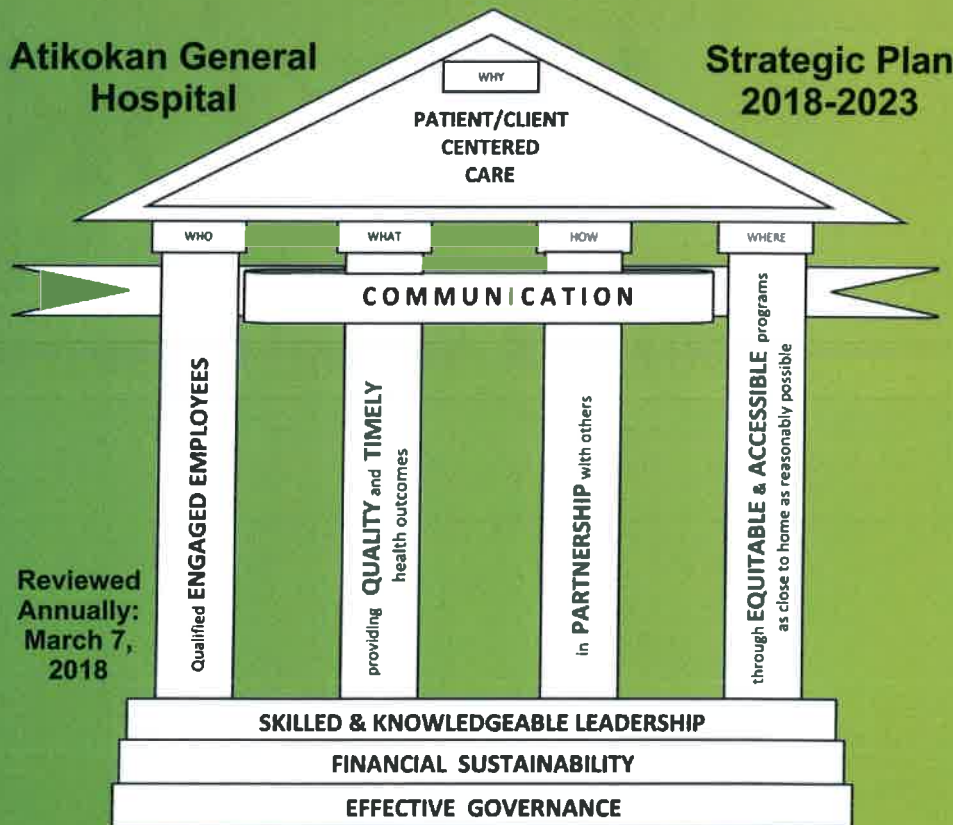 Atikokan General
Hospital
Strategic Plan
2018-2023
WHY
PATIENT/CLIENT
CENTERED
CARE
WHO
WHAT
HOW
WHERE
COMMUNICATION
Qualified ENGAGED EMPLOYEES
providing QUALITY and TIMELY
health outcomes
in PARTNERSHIP with others
through EQUITABLE & ACCESSIBLE programs
as close to home as reasonably possible
Reviewed
Annually:
March 7,
2018
SKILLED & KNOWLEDGEABLE LEADERSHIP
FINANCIAL SUSTAINABILITY
EFFECTIVE GOVERNANCE